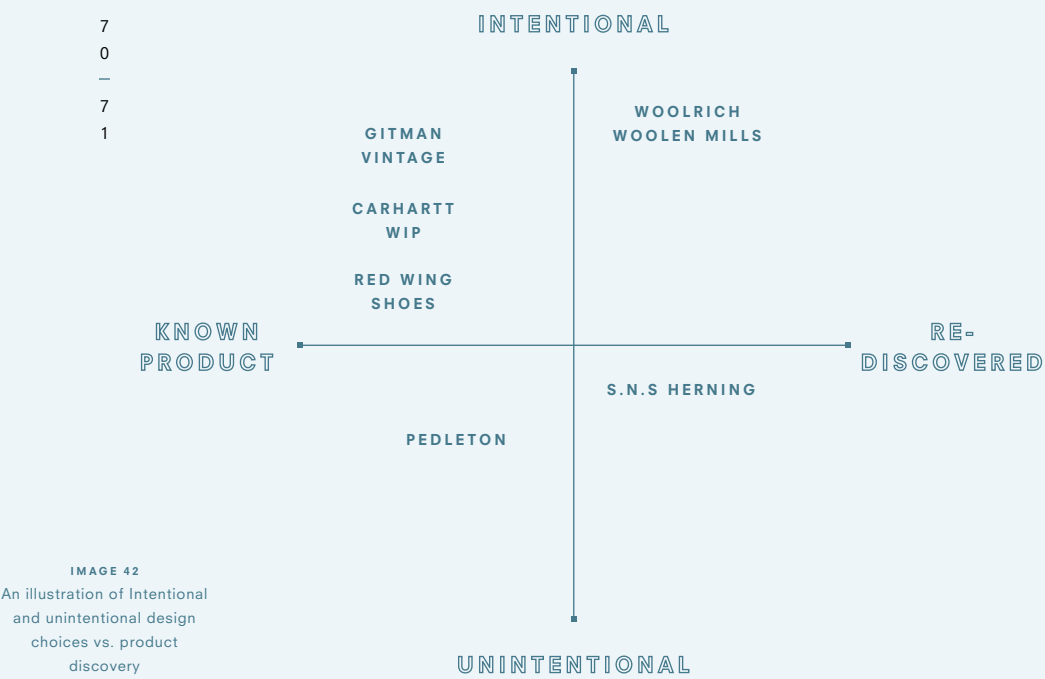 7
0
—
7
1
INTENTIONAL
WOOLRICH
WOOLEN MILLS
GITMAN
VINTAGE
CARHARTT
WIP
RED WING
SHOES
KNOWN
PRODUCT
RE-
DISCOVERED
S.N.S HERNING
PEDLETON
UNINTENTIONAL
IMAGE 42
An illustration of Intentional
and unintentional design
choices vs. product
discovery